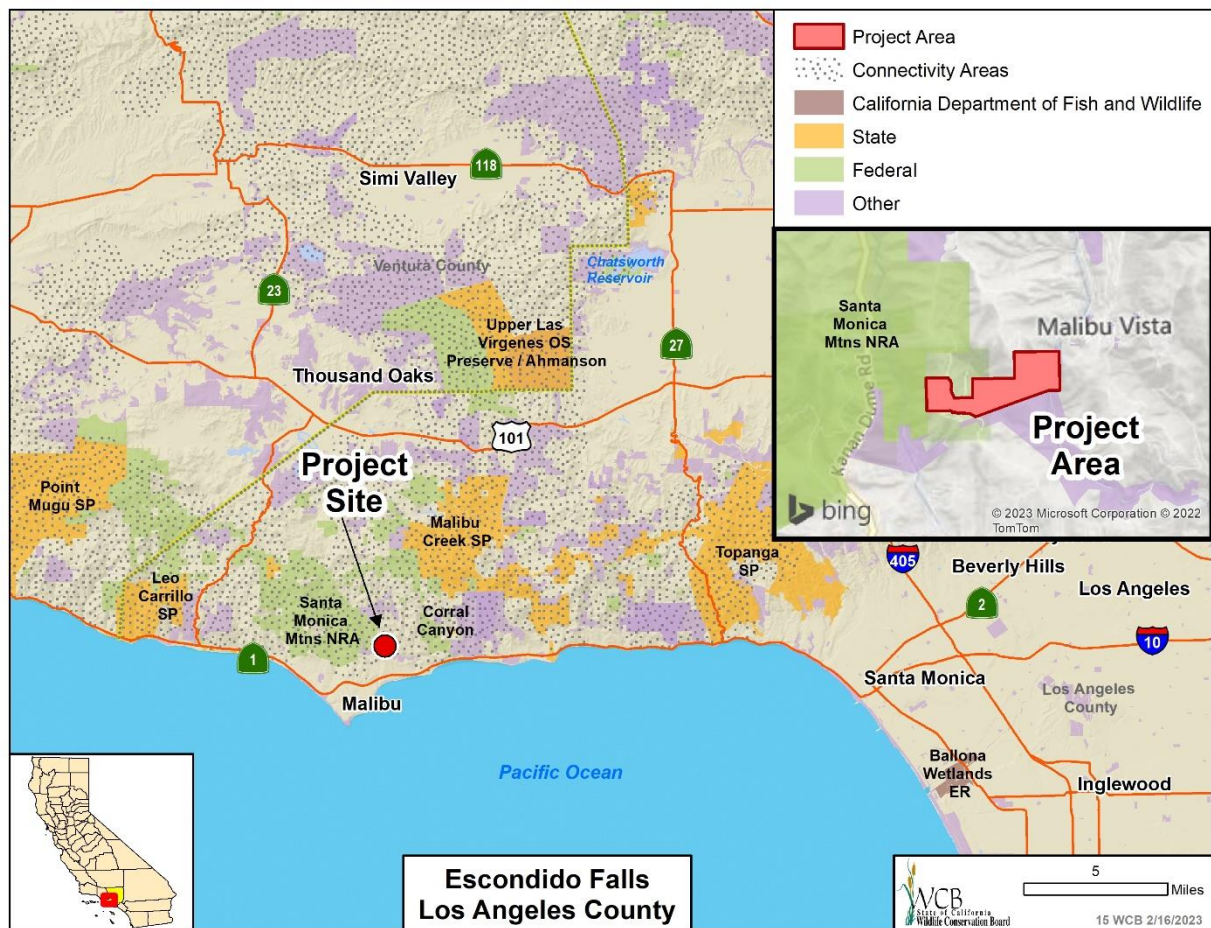 Project Area
Connectivity Areas
California Department of Fish and Wildlife
State
Federal
Other
118
Simi Valley
Ventura County
Chatsworth
Reservoir
23
Upper Las
Virgenes OS
Preserve / Ahmanson
27
Thousand Oaks
101
Project
Site
Point
Mugu SP
Malibu
Creek SP
Topanga
SP
Leo
Carrillo
SP
Santa
Monica
Mtns NRA
Corral
Canyon
1
Malibu
Santa
Monica
Mtns NRA
Malibu Vista
Kanan Dume Rd
Project
Area
bing
© 2023 Microsoft Corporation © 2022
TomTom
405
Beverly Hills
2
Los Angeles
10
Santa Monica
Los Angeles
County
Ballona
Wetlands
ER
Inglewood
Pacific Ocean
Escondido Falls
Los Angeles County
WCB
State of California
Wildlife Conservation Board
5
Miles
15 WCB 2/16/2023